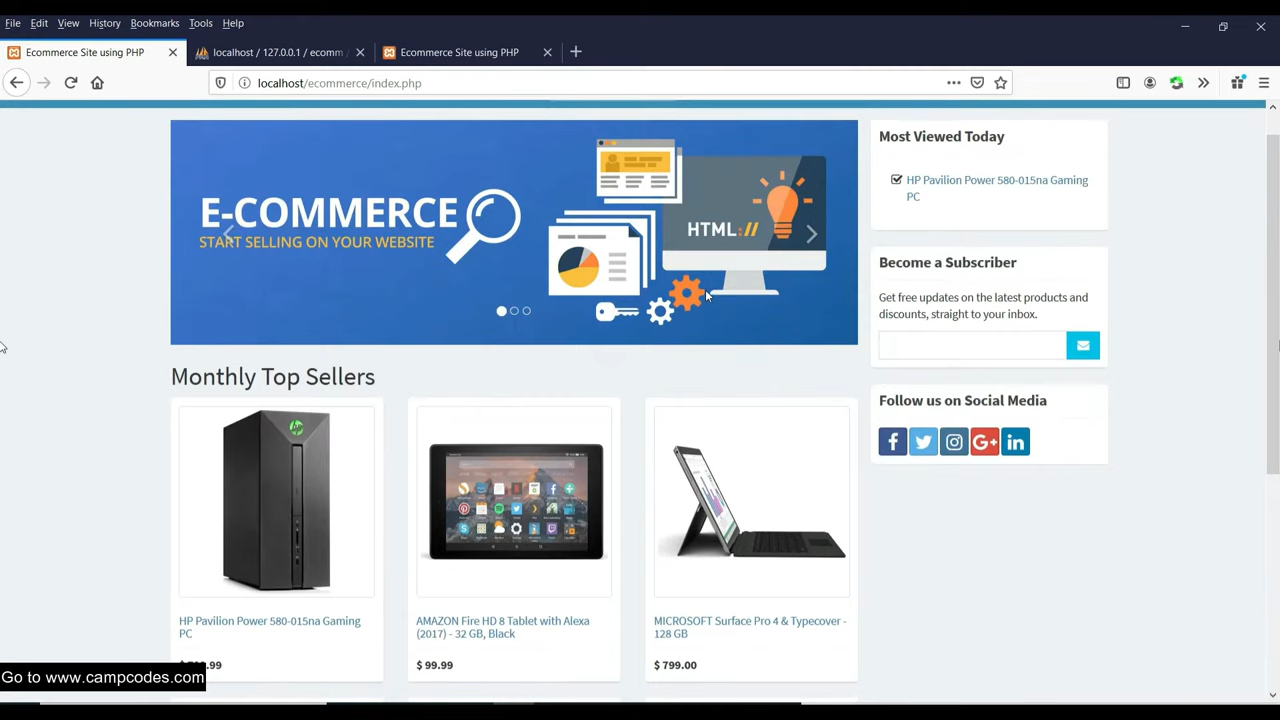 File Edit View History Bookmarks Tools Help
Ecommerce Site using PHP
localhost / 127.0.0.1 / ecomm
Ecommerce Site using PHP
localhost/ecommerce/index.php
E-COMMERCE
START SELLING ON YOUR WEBSITE
HTML://
Most Viewed Today
HP Pavilion Power 580-015na Gaming
PC
Become a Subscriber
Get free updates on the latest products and
discounts, straight to your inbox.
Follow us on Social Media
Monthly Top Sellers
HP Pavilion Power 580-015na Gaming
PC
AMAZON Fire HD 8 Tablet with Alexa
(2017) - 32 GB, Black
$ 99.99
MICROSOFT Surface Pro 4 & Typecover -
128 GB
$ 799.00
Go to www.campcodes.com